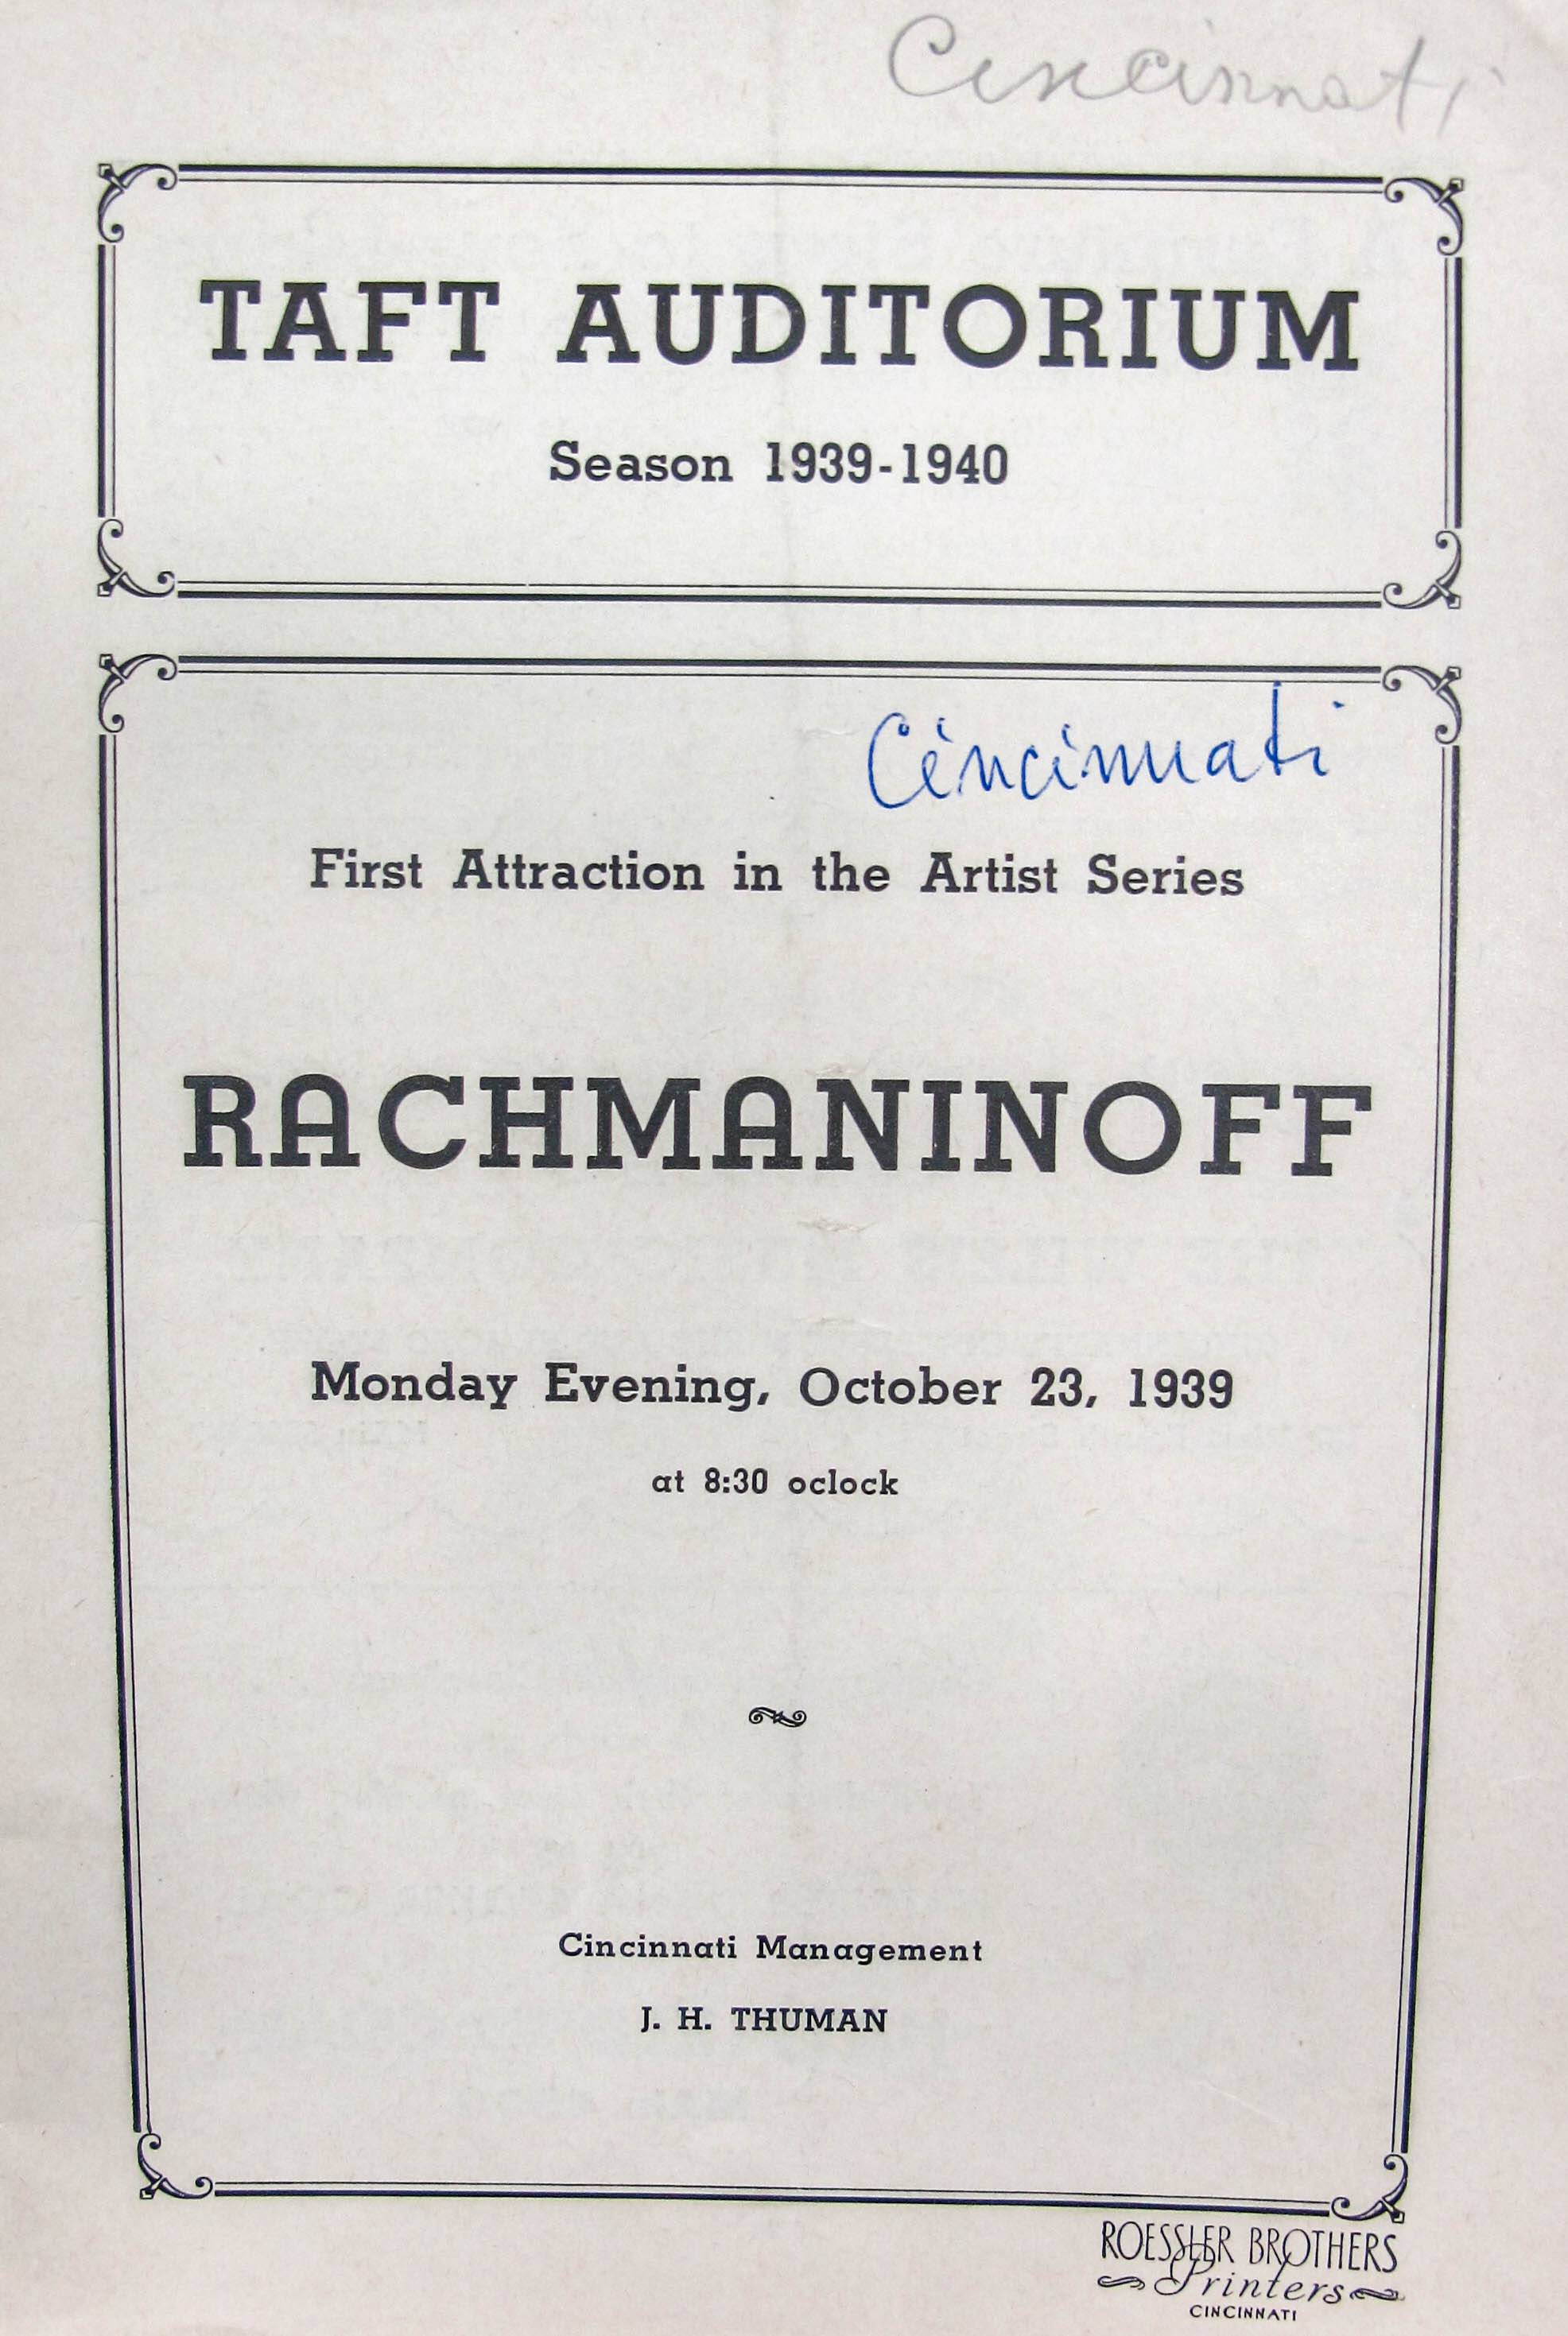 Cincinnati
TAFT AUDITORIUM
Season 1939-1940
Cincinnati
First Attraction in the Artist Series
RACHMANINOFF
Monday Evening, October 23, 1939
at 8:30 oclock
Cincinnati Management
J. H. THUMAN
ROESSLER BROTHERS
Printers
CINCINNATI